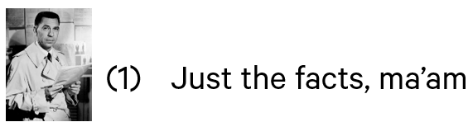 (1) Just the facts, ma’am